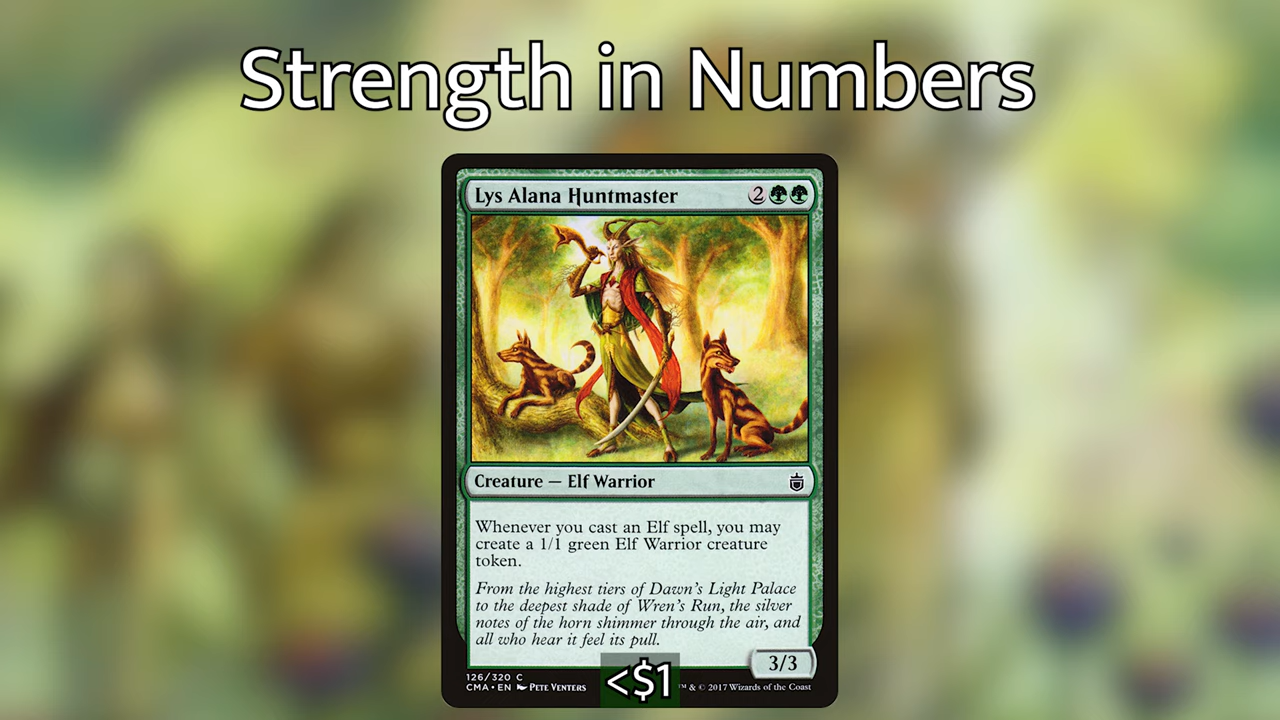 Strength in Numbers
Lys Alana Huntmaster 2
Creature — Elf Warrior
Whenever you cast an Elf spell, you may
create a 1/1 green Elf Warrior creature
token.
From the highest tiers of Dawn's Light Palace
to the deepest shade of Wren's Run, the silver
notes of the horn shimmer through the air, and
all who hear it feel its pull.
3/3
126/320 C
CMA • EN PETE VENTERS
<$1
™ & © 2017 Wizards of the Coast